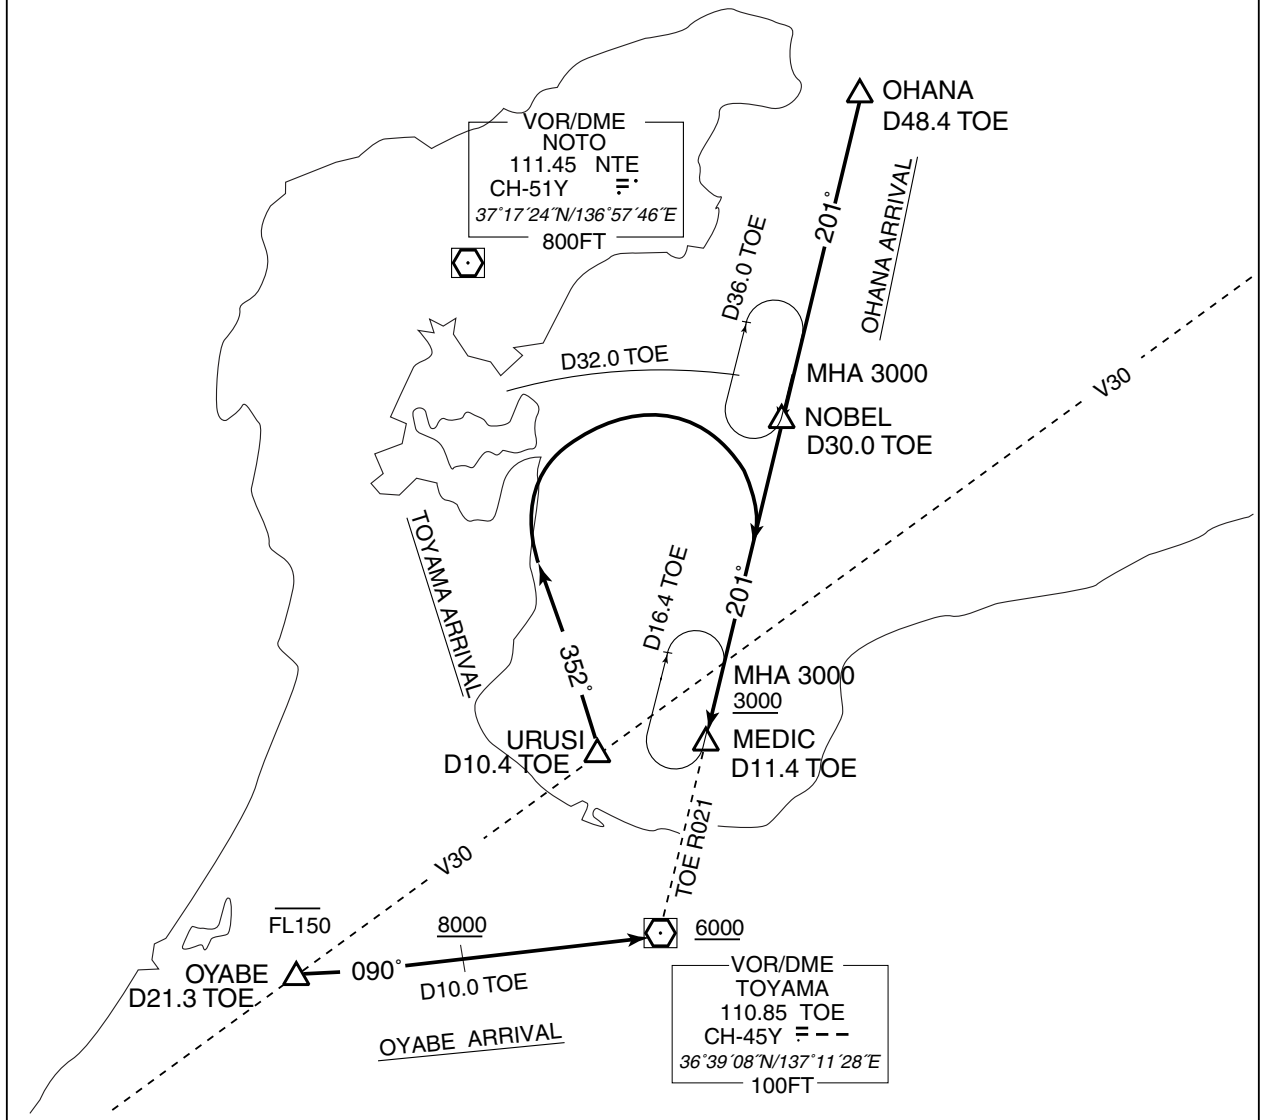 OHANA
D48.4 TOE
VOR/DME
NOTO
111.45 NTE
CH-51Y
37°17′24″N/136°57′46″E
800FT
201°
OHANA ARRIVAL
D36.0 TOE
D32.0 TOE
MHA 3000
NOBEL
D30.0 TOE
V30
TOYAMA ARRIVAL
D16.4 TOE
201°
352°
MHA 3000
3000
URUSI
D10.4 TOE
MEDIC
D11.4 TOE
TOE R021
V30
FL150
8000
6000
OYABE
D21.3 TOE
090°
D10.0 TOE
OYABE ARRIVAL
VOR/DME
TOYAMA
110.85 TOE
CH-45Y
36°39′08″N/137°11′28″E
100FT